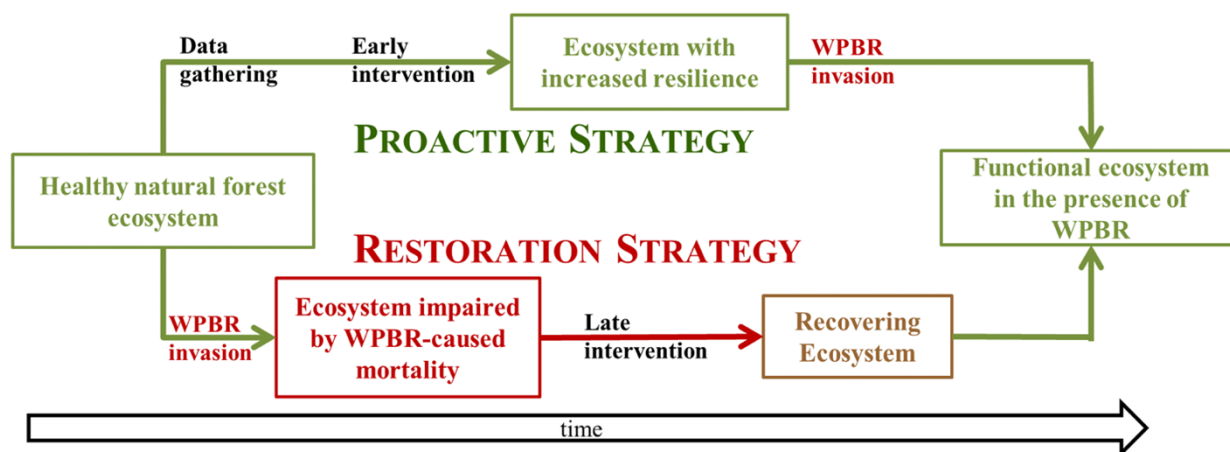 Data
gathering
Early
intervention
Ecosystem with
increased resilience
WPBR
invasion
PROACTIVE STRATEGY
Healthy natural forest
ecosystem
Functional ecosystem
in the presence of
WPBR
RESTORATION STRATEGY
WPBR
invasion
Ecosystem impaired
by WPBR-caused
mortality
Late
intervention
Recovering
Ecosystem
time